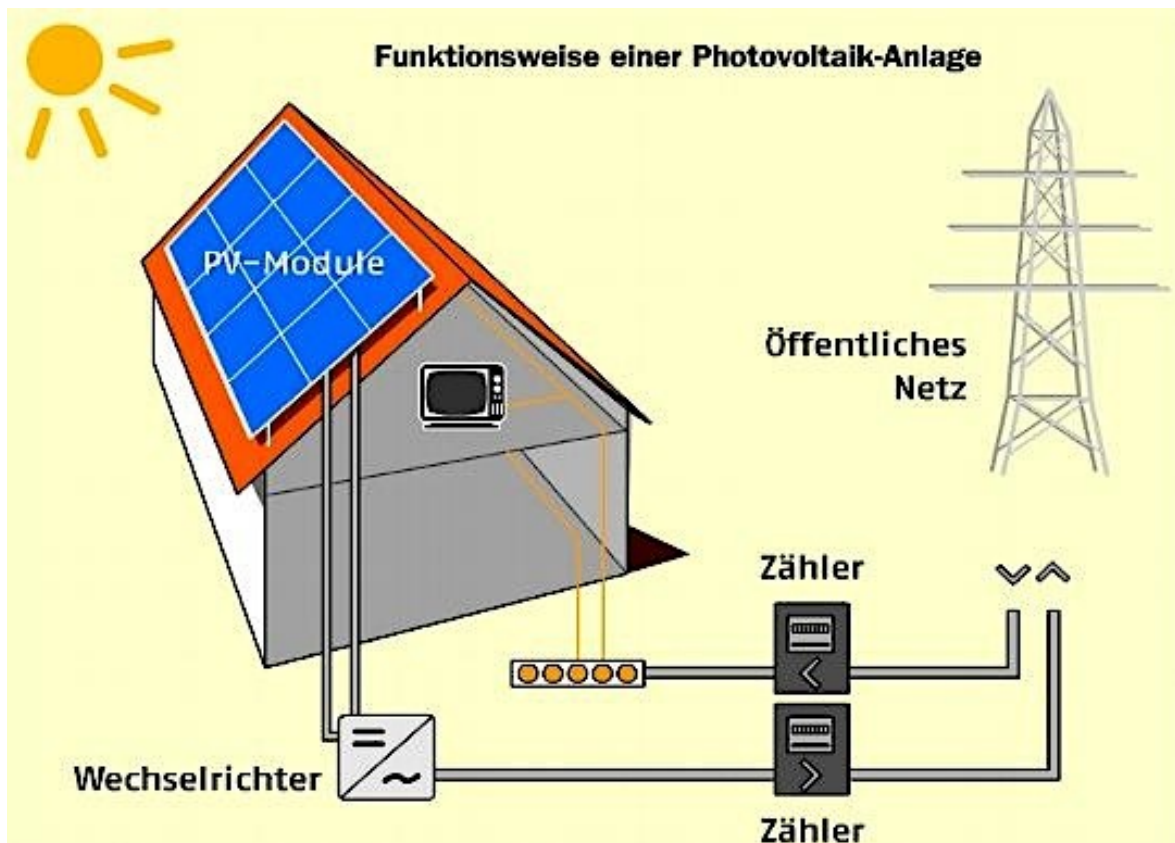 Funktionsweise einer Photovoltaik-Anlage
PV-Module
Öffentliches
Netz
Zähler
Wechselrichter
Zähler